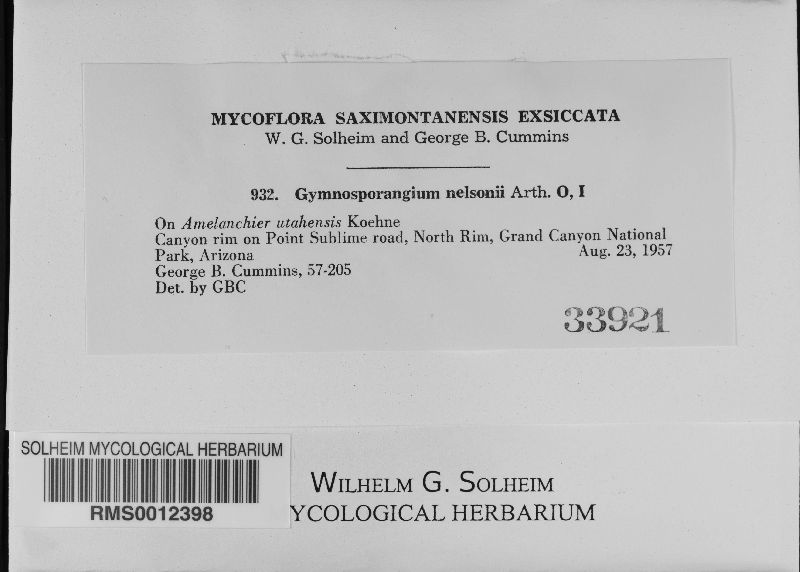 MYCOFLORA SAXIMONTANENSIS EXSICCATA
W. G. Solheim and George B. Cummins
932. Gymnosporangium nelsonii Arth. O, I
On Amelanchier utahensis Koehne
Canyon rim on Point Sublime road, North Rim, Grand Canyon National
Park, Arizona Aug. 23, 1957
George B. Cummins, 57-205
Det. by GBC
33921
SOLHEIM MYCOLOGICAL HERBARIUM
RMS0012398
WILHELM G. SOLHEIM
YCOLOGICAL HERBARIUM